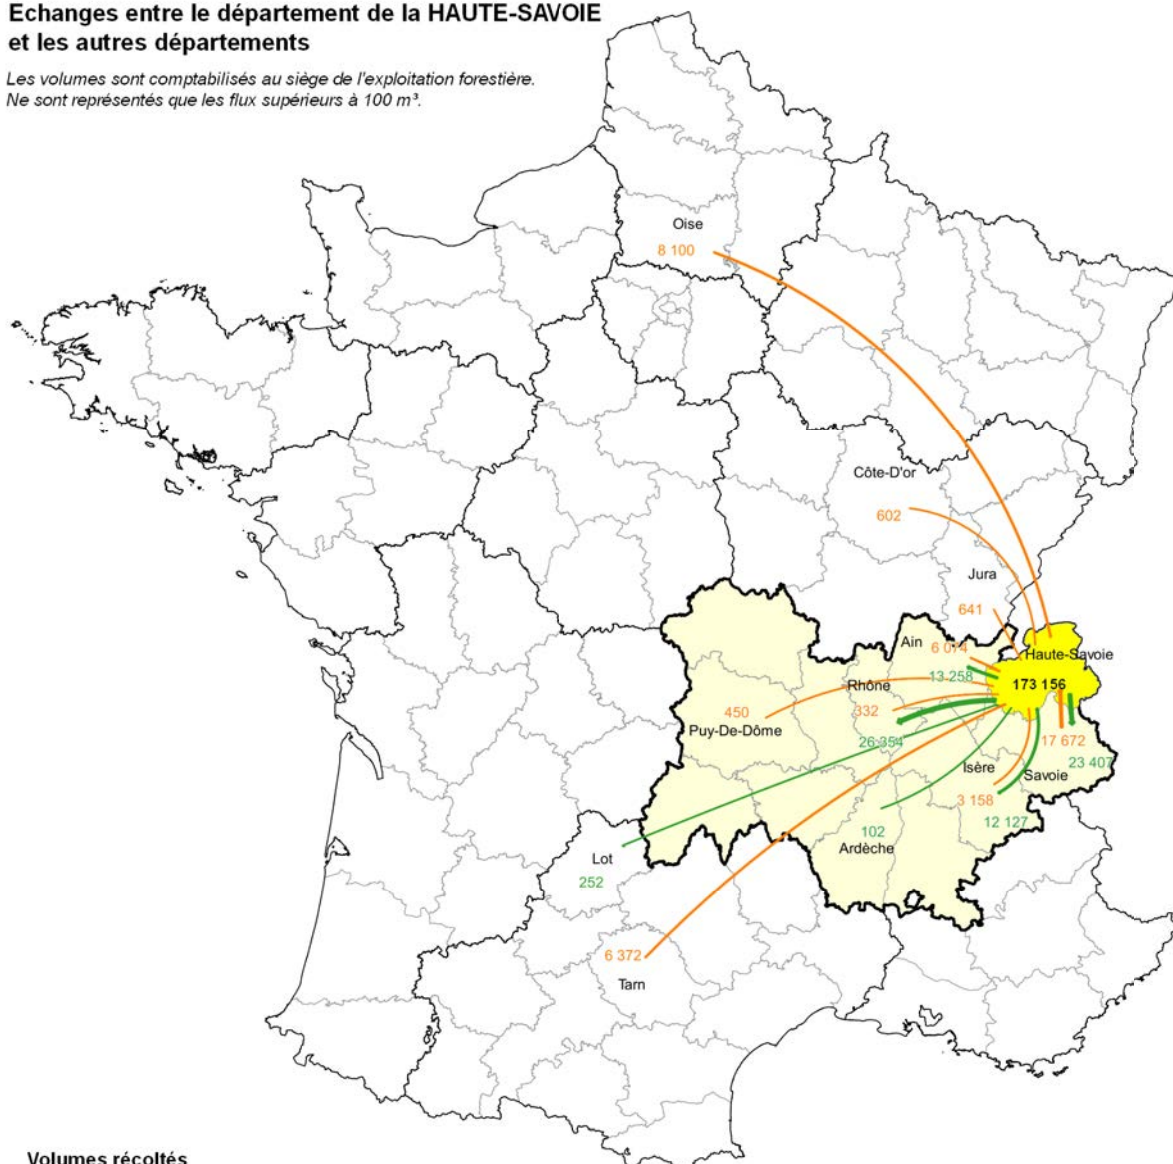 Echanges entre le département de la HAUTE-SAVOIE
et les autres départements
Les volumes sont comptabilisés au siège de l'exploitation forestière.
Ne sont représentés que les flux supérieurs à 100 m³.
Oise
8 100
Côte-D'or
602
Jura
641
Ain
6 074
Haute-Savoie
13 258
173 156
Rhône
332
450
Puy-De-Dôme
26 354
17 672
23 407
Isère
Savoie
3 158
12 127
102
Ardèche
Lot
252
6 372
Tarn
Volumes récoltés